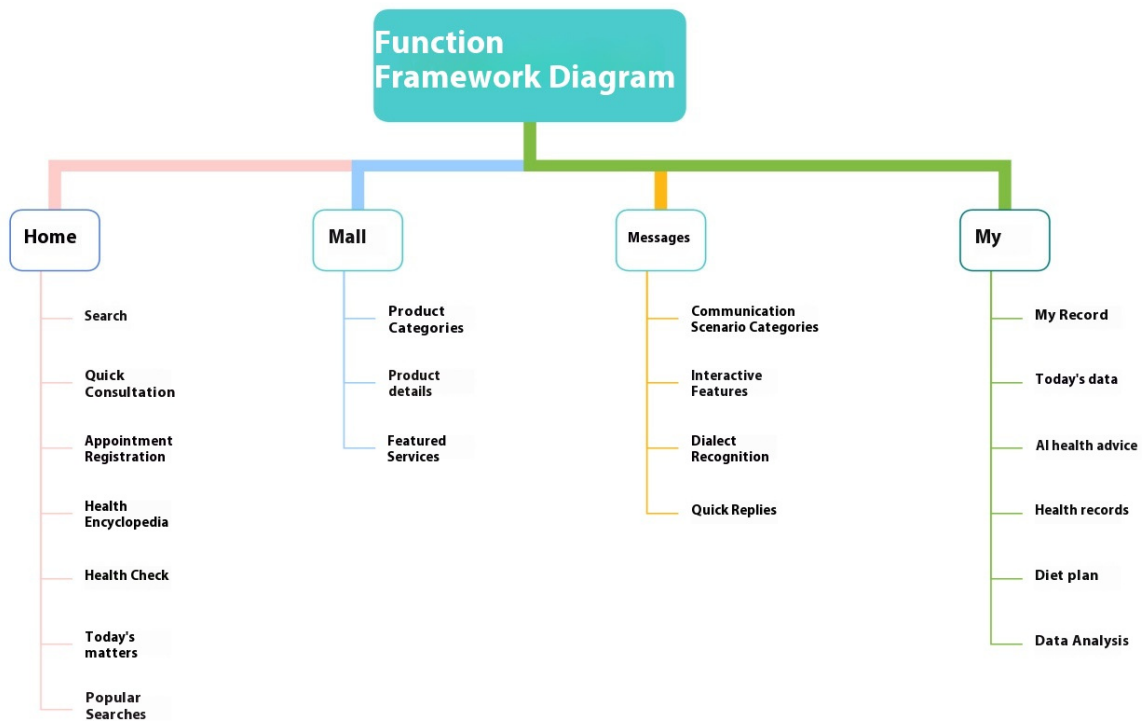 Function
Framework Diagram
Home
Mall
Messages
My
Search
Quick
Consultation
Appointment
Registration
Health
Encyclopedia
Health Check
Today's
matters
Popular
Searches
Product
Categories
Product
details
Featured
Services
Communication
Scenario Categories
Interactive
Features
Dialect
Recognition
Quick Replies
My Record
Today's data
AI health advice
Health records
Diet plan
Data Analysis